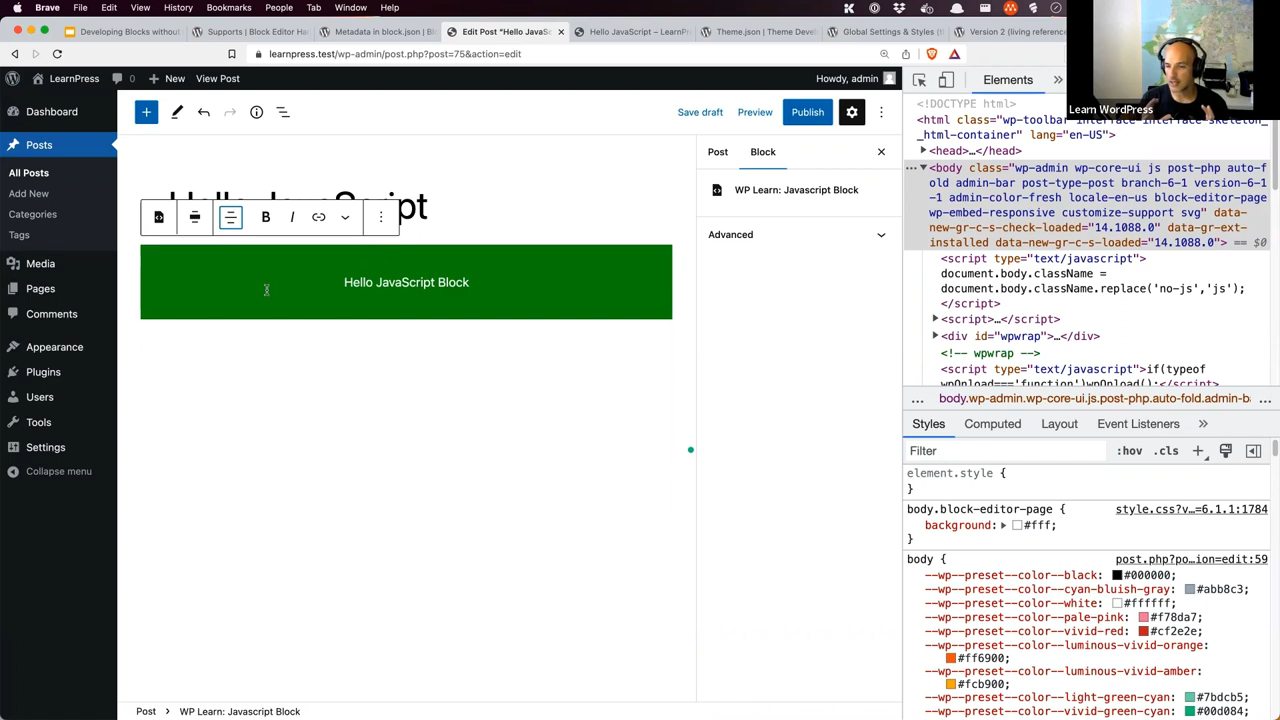 Brave File Edit View History Bookmarks People Tab Window Help
Developing Blocks without
Supports | Block Editor Ha
Metadata in block.json | Bl
Edit Post "Hello JavaSc
Hello JavaScript – LearnPr
Theme.json | Theme Deve
Global Settings & Styles (t
Version 2 (living reference
learnpress.test/wp-admin/post.php?post=75&action=edit
LearnPress 0 New View Post Howdy, admin
Dashboard
Posts
All Posts
Add New
Categories
Tags
Media
Pages
Comments
Appearance
Plugins
Users
Tools
Settings
Collapse menu
Save draft Preview Publish
B I
Hello JavaScript Block
Post Block
WP Learn: Javascript Block
Advanced
Post WP Learn: Javascript Block
Learn WordPress
Elements
<!DOCTYPE html>
<html class="wp-toolbar interface-interface-skeleton_
_html-container" lang="en-US">
<head>…</head>
<body class="wp-admin wp-core-ui js post-php auto-f
old admin-bar post-type-post branch-6-1 version-6-1
-1 admin-color-fresh locale-en-us block-editor-page
wp-embed-responsive customize-support svg" data-
new-gr-c-s-check-loaded="14.1088.0" data-gr-ext-
installed data-new-gr-c-s-loaded="14.1088.0"> == $0
<script type="text/javascript">
document.body.className =
document.body.className.replace('no-js','js');
</script>
<script>…</script>
<div id="wpwrap">…</div>
<!-- wpwrap -->
<script type="text/javascript">if(typeof
wpOnload==='function')wpOnload();</script>
... body.wp-admin.wp-core-ui.js.post-php.auto-fold.admin-ba ...
Styles Computed Layout Event Listeners
Filter :hov .cls
element.style {
}
body.block-editor-page { style.css?v…=6.1.1:1784
background: #fff;
}
body { post.php?po…ion=edit:59
--wp--preset--color--black: #000000;
--wp--preset--color--cyan-bluish-gray: #abb8c3;
--wp--preset--color--white: #ffffff;
--wp--preset--color--pale-pink: #f78da7;
--wp--preset--color--vivid-red: #cf2e2e;
--wp--preset--color--luminous-vivid-orange:
#ff6900;
--wp--preset--color--luminous-vivid-amber:
#fcb900;
--wp--preset--color--light-green-cyan: #7bdcb5;
--wp--preset--color--vivid-green-cyan: #00d084;